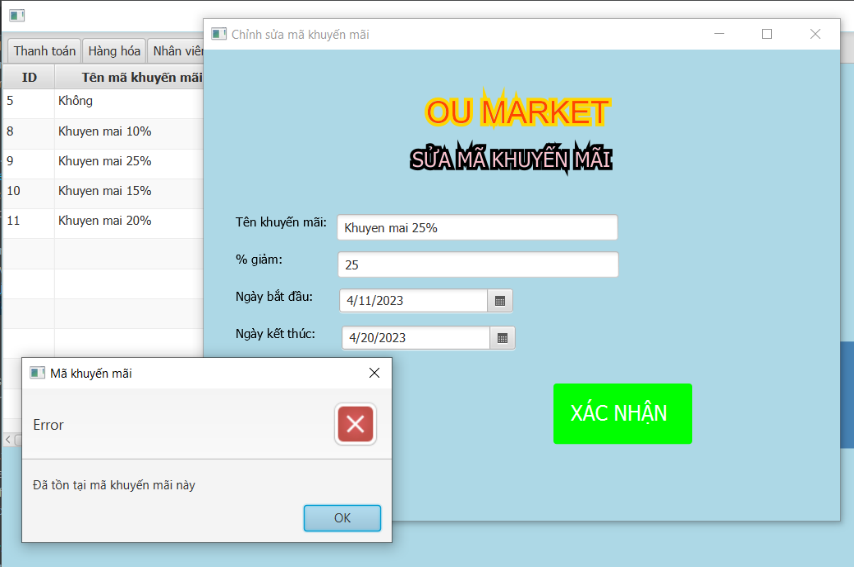 Chỉnh sửa mã khuyến mãi
Thanh toán Hàng hóa Nhân viên
ID Tên mã khuyến mãi
5 Không
8 Khuyen mai 10%
9 Khuyen mai 25%
10 Khuyen mai 15%
11 Khuyen mai 20%
OU MARKET
SỬA MÃ KHUYẾN MÃI
Tên khuyến mãi: Khuyen mai 25%
% giảm: 25
Ngày bắt đầu: 4/11/2023
Ngày kết thúc: 4/20/2023
XÁC NHẬN
Mã khuyến mãi
Error
Đã tồn tại mã khuyến mãi này
OK